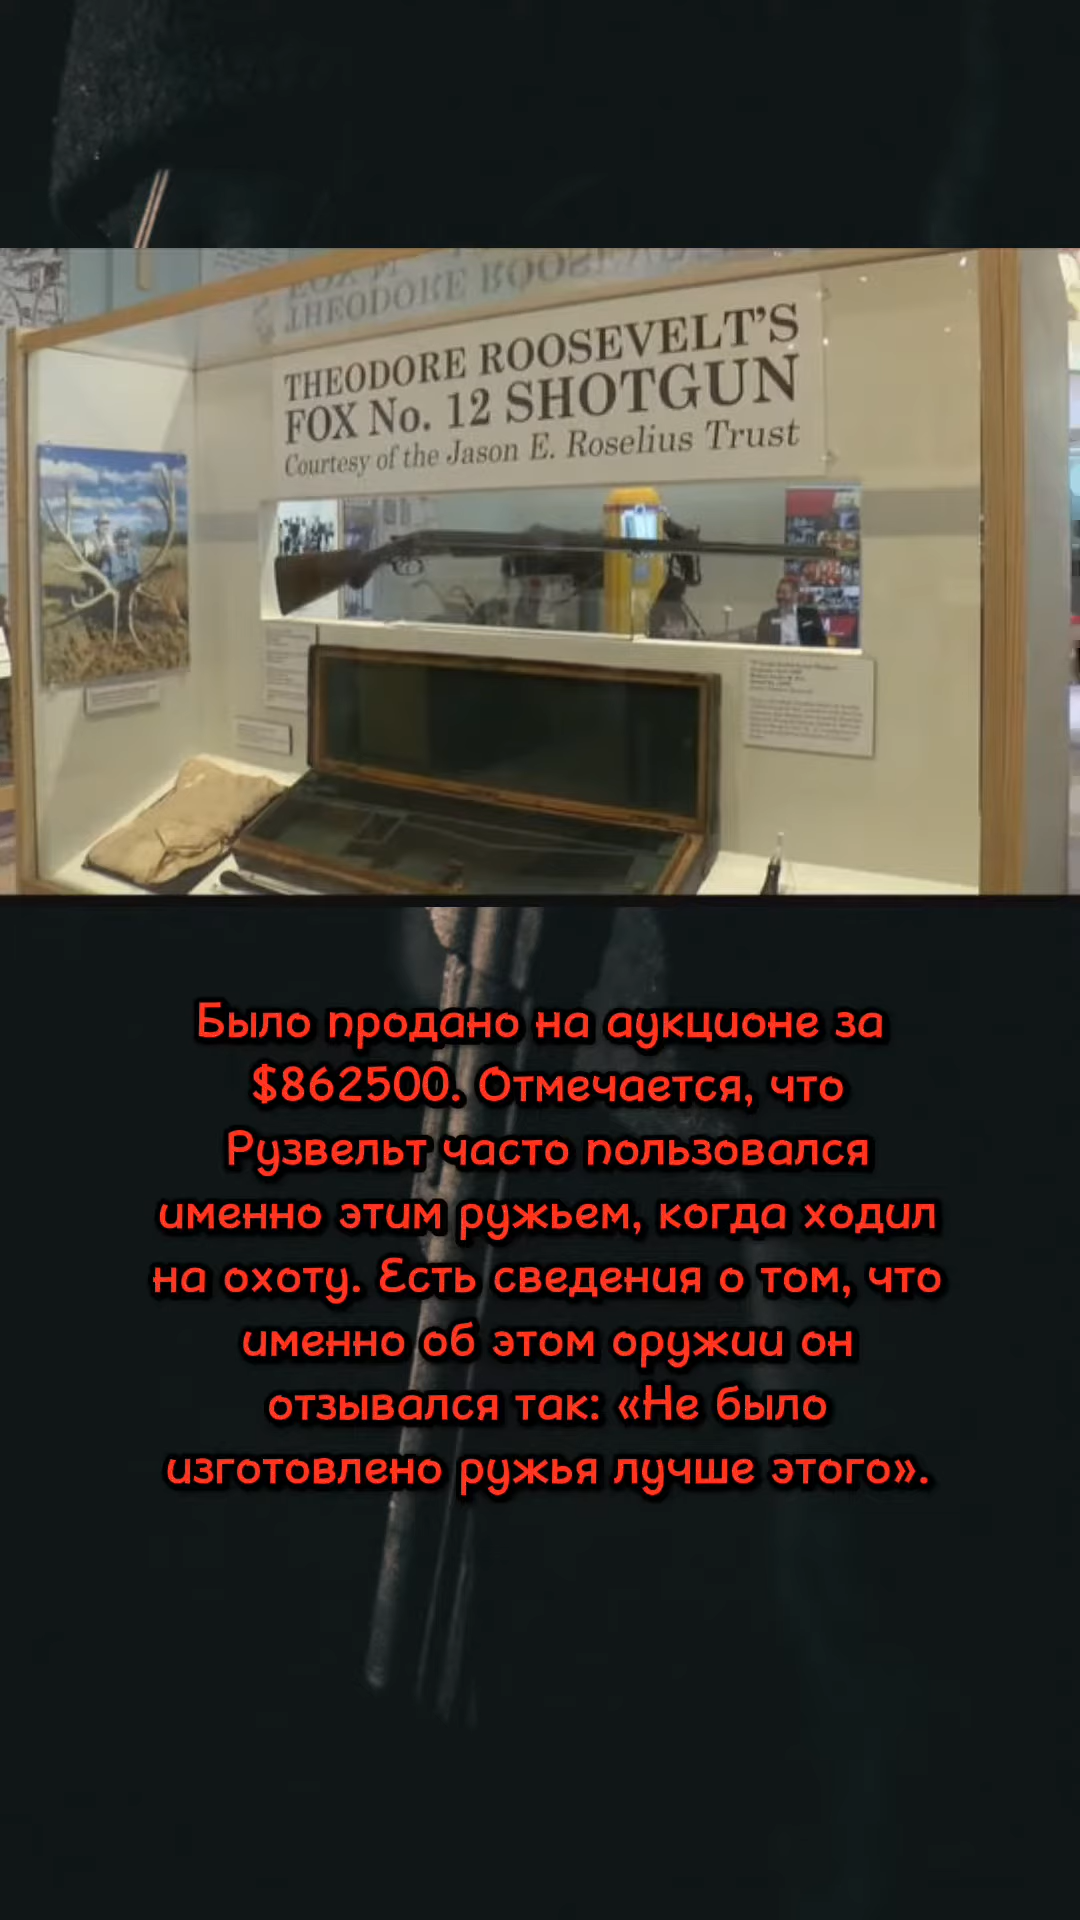 THEODORE ROOSEVELT'S
FOX No. 12 SHOTGUN
Courtesy of the Jason E. Roselius Trust
Было продано на аукционе за
$862500. Отмечается, что
Рузвельт часто пользовался
именно этим ружьем, когда ходил
на охоту. Есть сведения о том, что
именно об этом оружии он
отзывался так: «Не было
изготовлено ружья лучше этого».